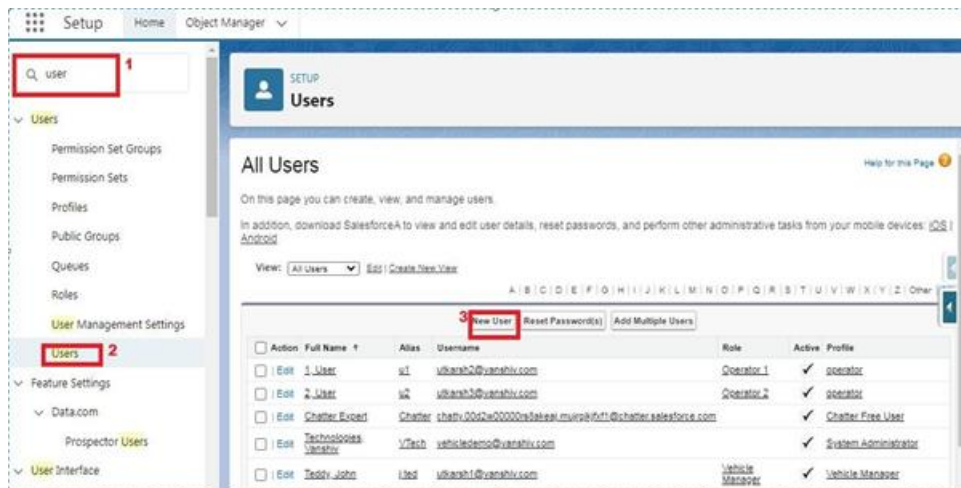 Setup Home Object Manager
user
1
Users
Permission Set Groups
Permission Sets
Profiles
Public Groups
Queues
Roles
User Management Settings
Users 2
Feature Settings
Data.com
Prospector Users
User Interface
SETUP
Users
All Users
Help for this Page
On this page you can create, view, and manage users.
In addition, download SalesforceA to view and edit user details, reset passwords, and perform other administrative tasks from your mobile devices: iOS |
Android
View: All Users Edit | Create New View
A | B | C | D | E | F | G | H | I | J | K | L | M | N | O | P | Q | R | S | T | U | V | W | X | Y | Z | Other
3 New User Reset Password(s) Add Multiple Users
Action Full Name ↑ Alias Username Role Active Profile
Edit 1, User u1 utkarsh2@vanshiv.com Operator 1 ✓ operator
Edit 2, User u2 utkarsh3@vanshiv.com Operator 2 ✓ operator
Edit Chatter Expert Chatter ✓ Chatter Free User
Edit Technologies, Vanshiv VTech vehicledemo@vanshiv.com ✓ System Administrator
Edit Teddy, John j.ted utkarsh1@vanshiv.com Vehicle Manager ✓ Vehicle Manager